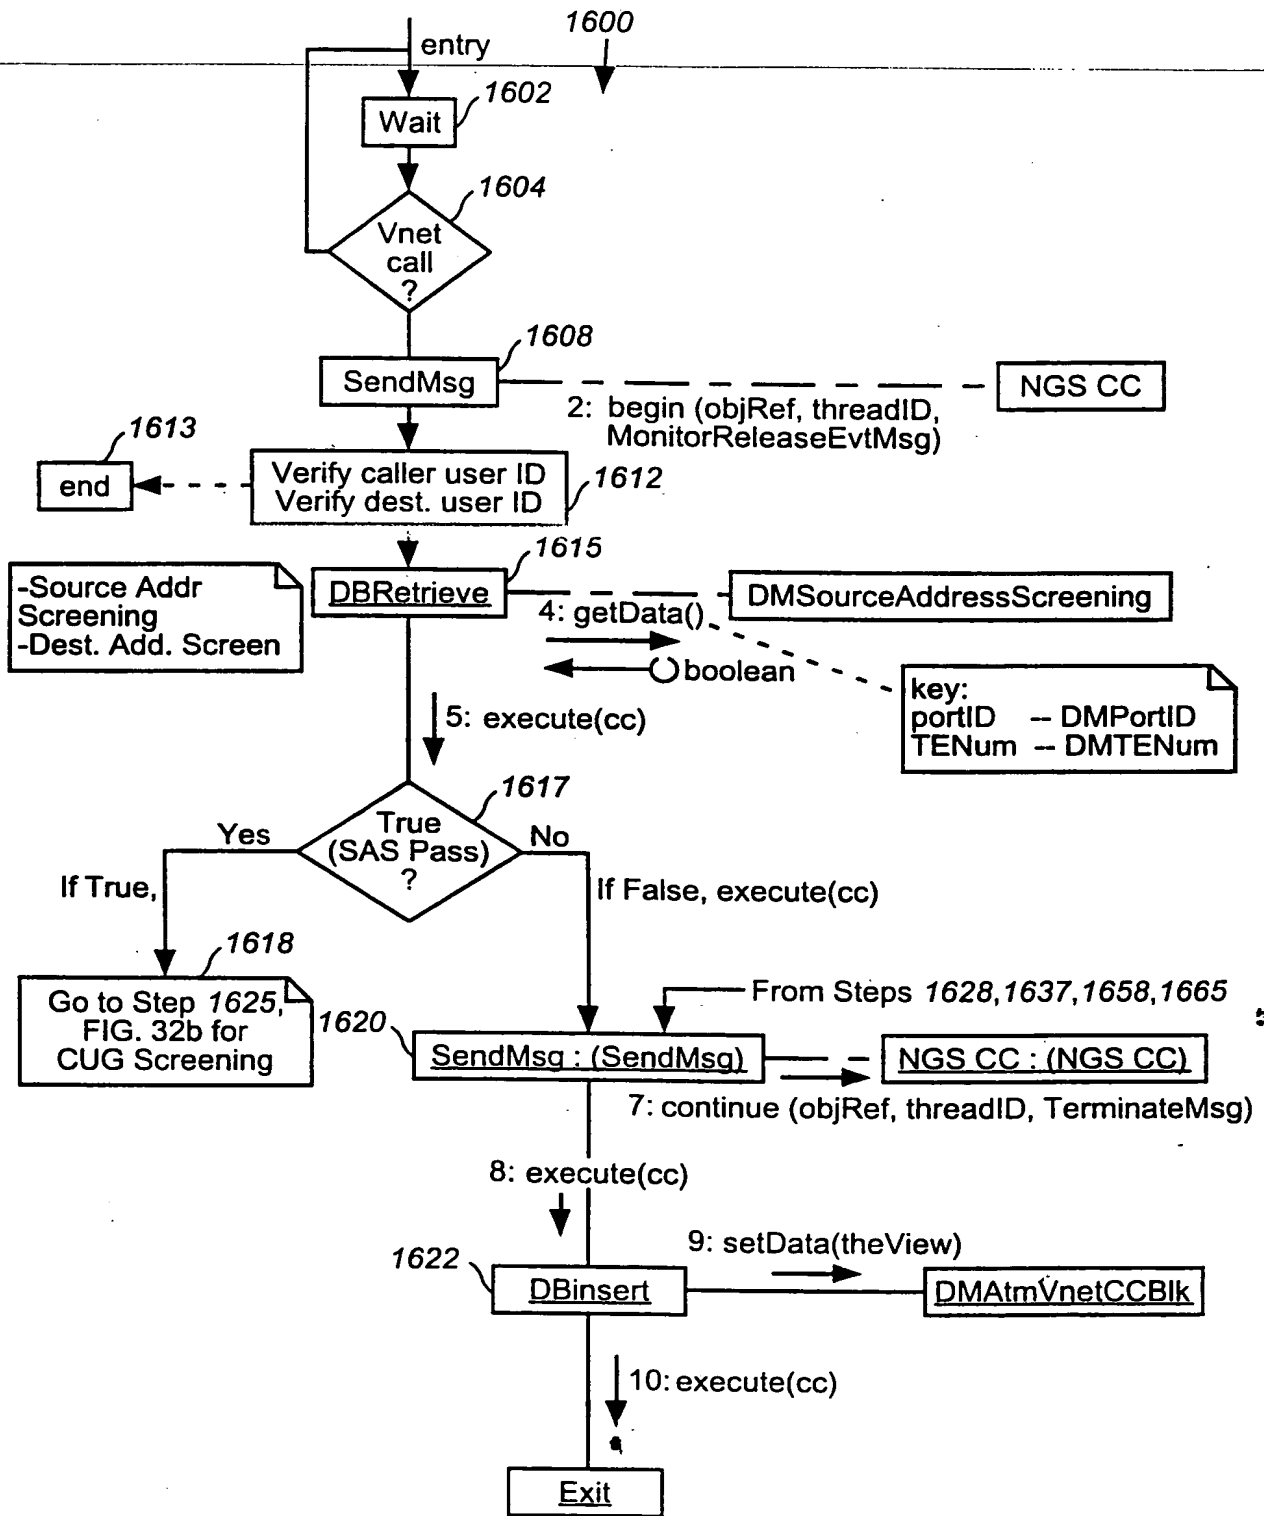 1600
entry
1602
Wait
1604
Vnet
call
?
1608
SendMsg
NGS CC
2: begin (objRef, threadID,
MonitorReleaseEvtMsg)
1613
end
Verify caller user ID
Verify dest. user ID
1612
1615
-Source Addr
Screening
-Dest. Add. Screen
DBRetrieve
DMSourceAddressScreening
4: getData()
boolean
key:
portID -- DMPortID
TENum -- DMTENum
5: execute(cc)
1617
True
(SAS Pass)
?
Yes
No
If True,
If False, execute(cc)
1618
Go to Step 1625,
FIG. 32b for
CUG Screening
From Steps 1628,1637,1658,1665
1620
SendMsg : (SendMsg)
NGS CC : (NGS CC)
7: continue (objRef, threadID, TerminateMsg)
8: execute(cc)
9: setData(theView)
1622
DBinsert
DMAtmVnetCCBlk
10: execute(cc)
Exit